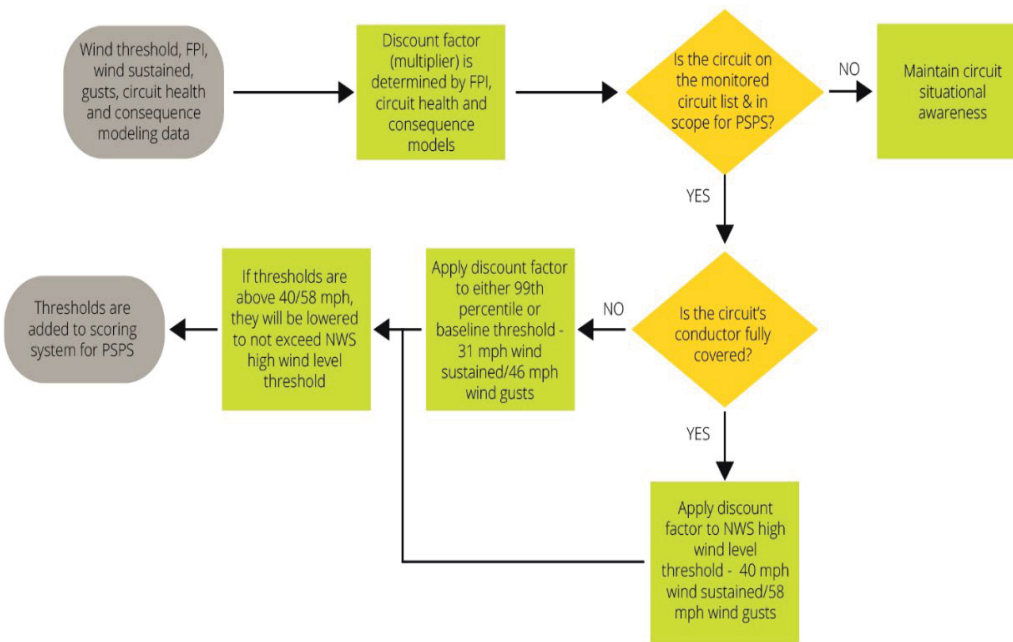 Wind threshold, FPI,
wind sustained,
gusts, circuit health
and consequence
modeling data
Discount factor
(multiplier) is
determined by FPI,
circuit health and
consequence
models
Is the circuit on
the monitored
circuit list & in
scope for PSPS?
NO
Maintain circuit
situational
awareness
YES
Is the circuit's
conductor fully
covered?
NO
Apply discount factor
to either 99th
percentile or
baseline threshold -
31 mph wind
sustained/46 mph
wind gusts
If thresholds are
above 40/58 mph,
they will be lowered
to not exceed NWS
high wind level
threshold
Thresholds are
added to scoring
system for PSPS
YES
Apply discount
factor to NWS high
wind level
threshold - 40 mph
wind sustained/58
mph wind gusts